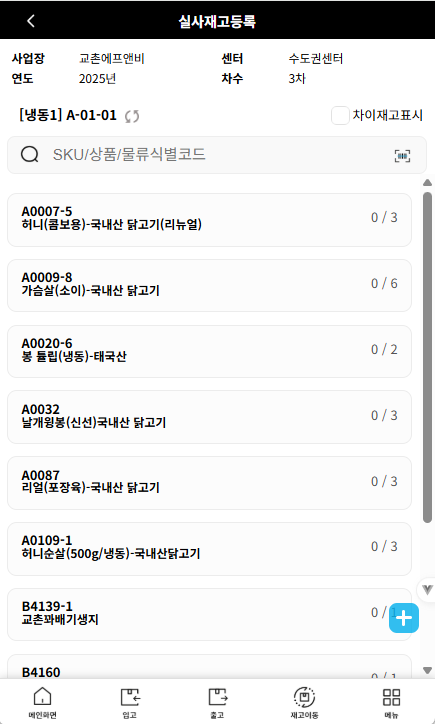 실사재고등록
사업장 교촌에프앤비 센터 수도권센터
연도 2025년 차수 3차
[냉동1] A-01-01 차이재고표시
SKU/상품/물류식별코드
A0007-5
허니(콤보용)-국내산 닭고기(리뉴얼)
0 / 3
A0009-8
가슴살(소이)-국내산 닭고기
0 / 6
A0020-6
봉 튤립(냉동)-태국산
0 / 2
A0032
날개윙봉(신선)국내산 닭고기
0 / 3
A0087
리얼(포장육)-국내산 닭고기
0 / 3
A0109-1
허니순살(500g/냉동)-국내산닭고기
0 / 3
B4139-1
교촌꽈배기생지
0 / 1
B4160
0 / 1
메인화면 입고 출고 재고이동 메뉴